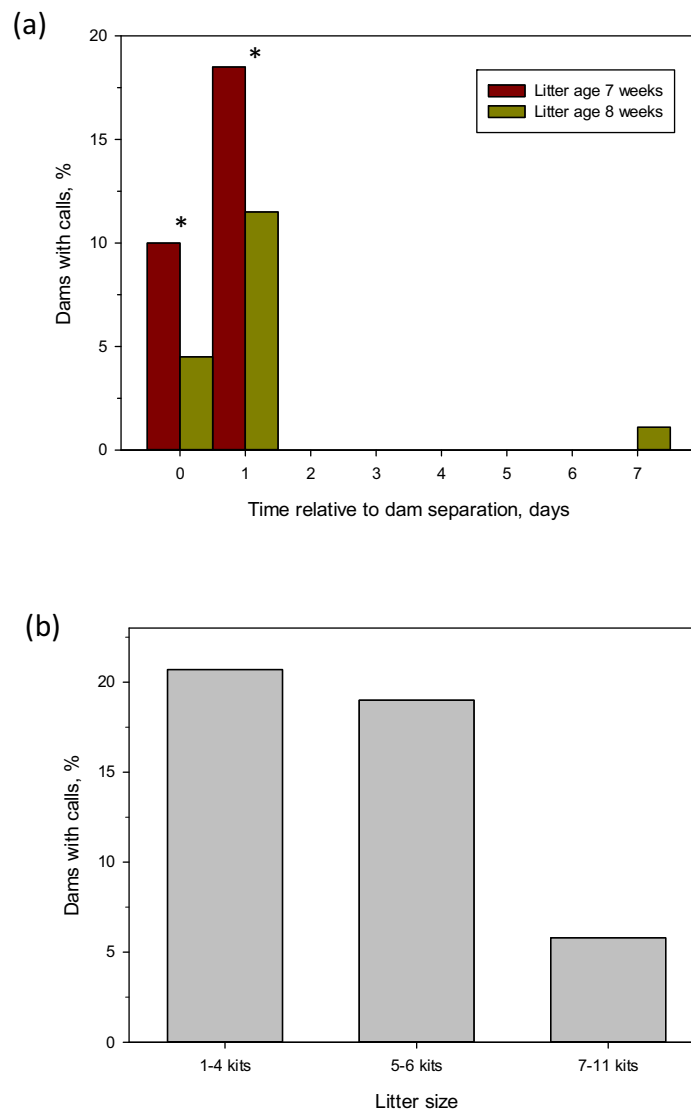 (a)
20
15
10
5
0
Dams with calls, %
*
*
Litter age 7 weeks
Litter age 8 weeks
0 1 2 3 4 5 6 7
Time relative to dam separation, days
(b)
20
15
10
5
0
Dams with calls, %
1-4 kits 5-6 kits 7-11 kits
Litter size